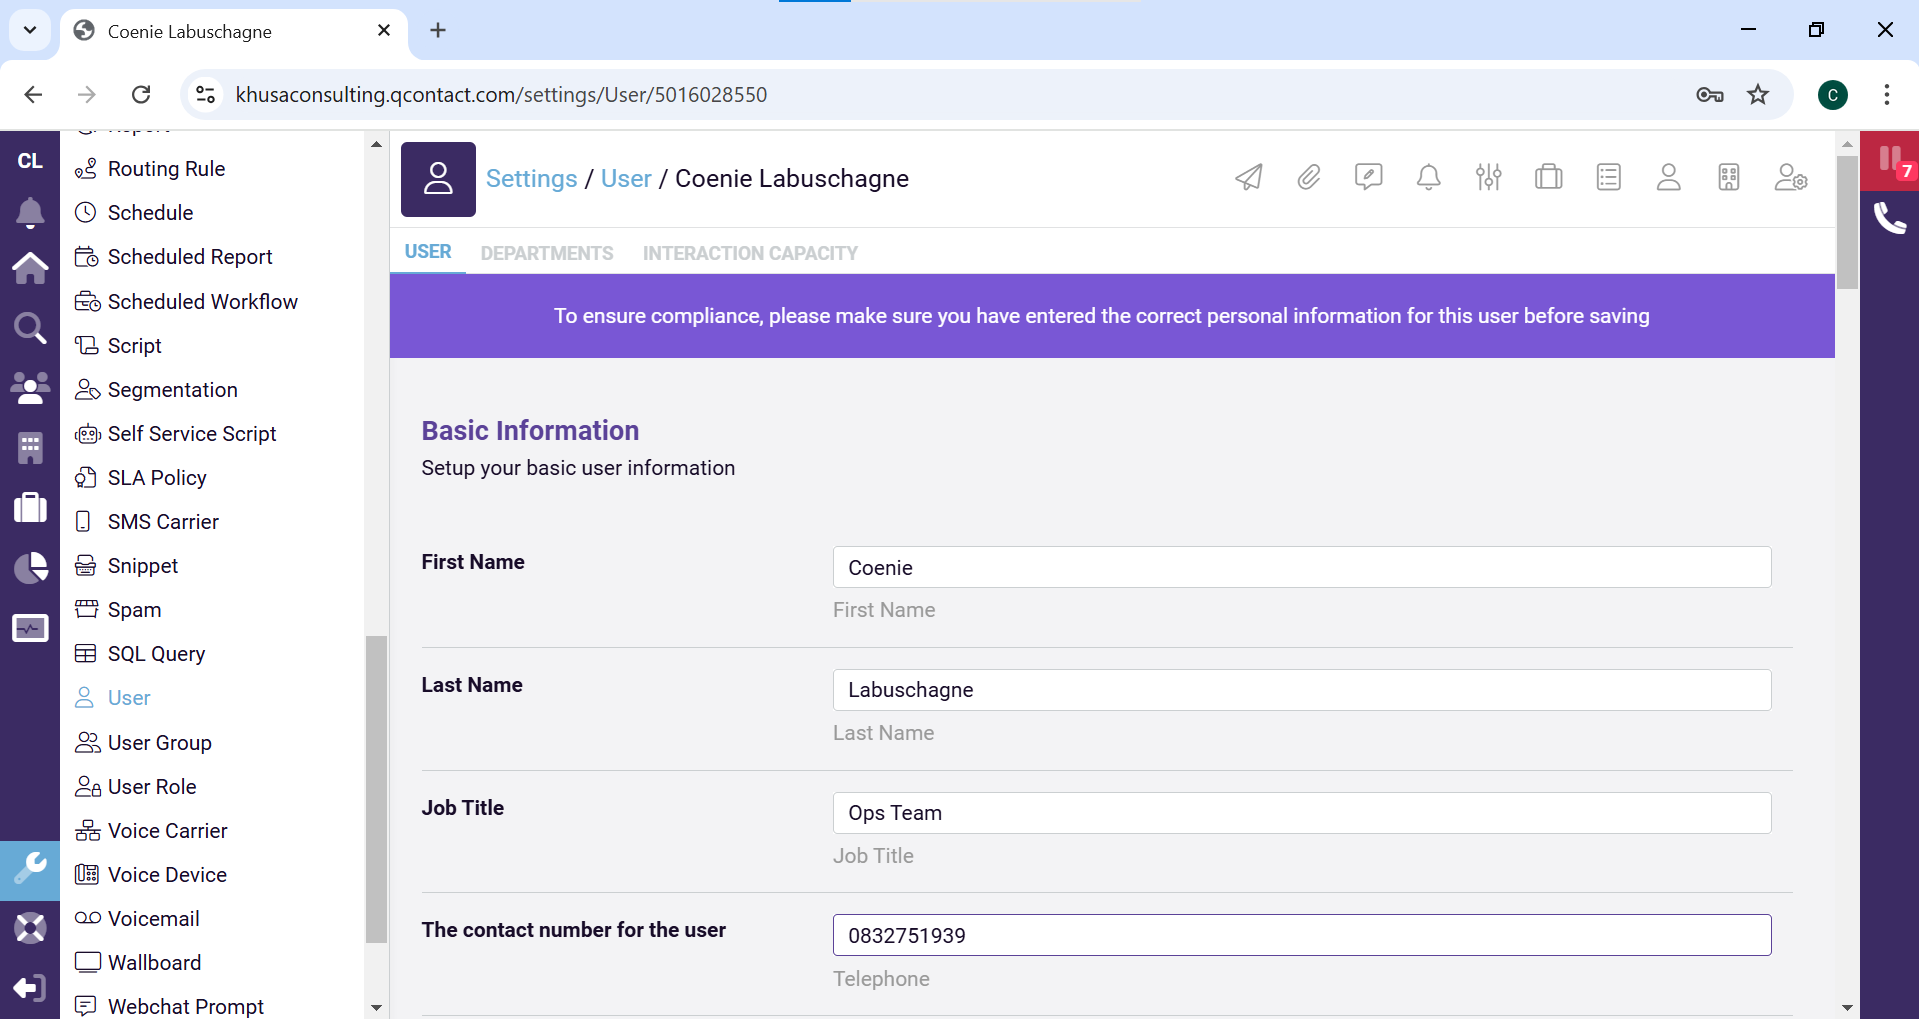 Coenie Labuschagne
khusaconsulting.qcontact.com/settings/User/5016028550
C
CL
Report
Routing Rule
Schedule
Scheduled Report
Scheduled Workflow
Script
Segmentation
Self Service Script
SLA Policy
SMS Carrier
Snippet
Spam
SQL Query
User
User Group
User Role
Voice Carrier
Voice Device
Voicemail
Wallboard
Webchat Prompt
Settings / User / Coenie Labuschagne
7
USER DEPARTMENTS INTERACTION CAPACITY
To ensure compliance, please make sure you have entered the correct personal information for this user before saving
Basic Information
Setup your basic user information
First Name
Coenie
First Name
Last Name
Labuschagne
Last Name
Job Title
Ops Team
Job Title
The contact number for the user
0832751939
Telephone